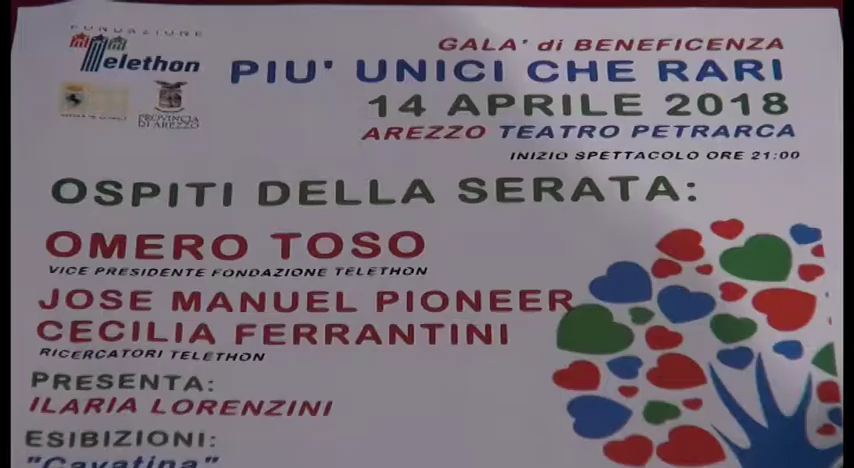 FONDAZIONE
Telethon
PROVINCIA
DI AREZZO
GALA' di BENEFICENZA
PIU' UNICI CHE RARI
14 APRILE 2018
AREZZO TEATRO PETRARCA
INIZIO SPETTACOLO ORE 21:00
OSPITI DELLA SERATA:
OMERO TOSO
VICE PRESIDENTE FONDAZIONE TELETHON
JOSE MANUEL PIONEER
CECILIA FERRANTINI
RICERCATORI TELETHON
PRESENTA:
ILARIA LORENZINI
ESIBIZIONI:
"Cavatina"